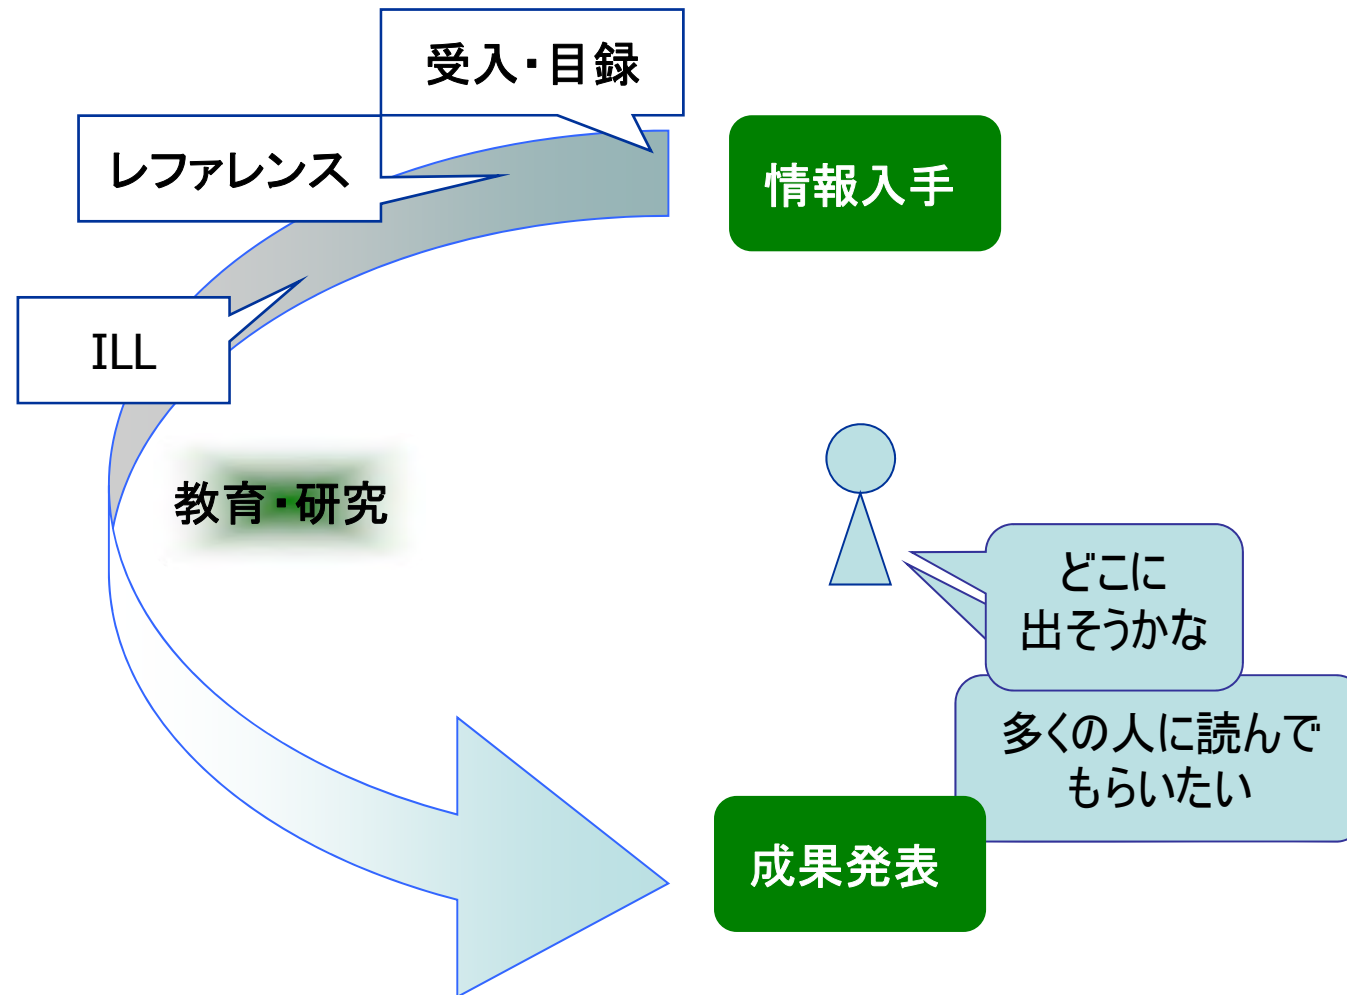 受入・目録
レファレンス
情報入手
ILL
教育・研究
どこに
出そうかな
多くの人に読んで
もらいたい
成果発表